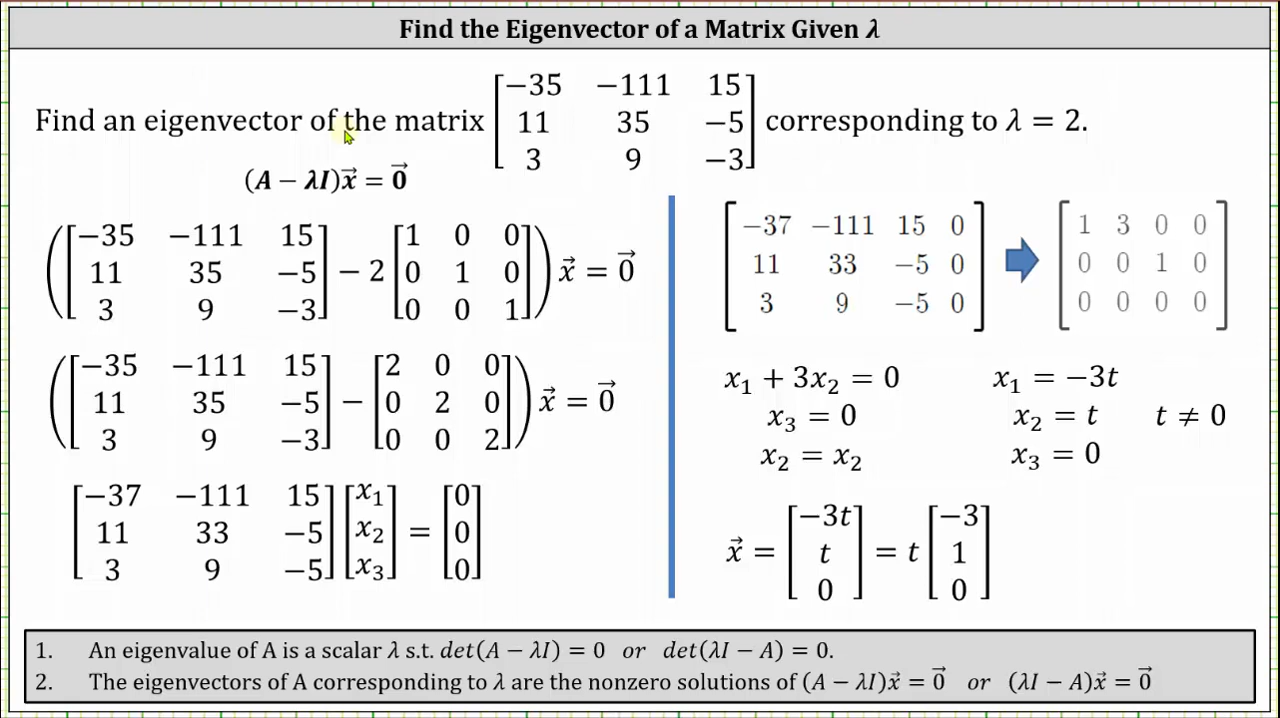 Find the Eigenvector of a Matrix Given λ
Find an eigenvector of the matrix [−35 −111 15; 11 35 −5; 3 9 −3] corresponding to λ = 2.
(A − λI)x⃗ = 0⃗
([−35 −111 15; 11 35 −5; 3 9 −3] − 2[1 0 0; 0 1 0; 0 0 1])x⃗ = 0⃗
([−35 −111 15; 11 35 −5; 3 9 −3] − [2 0 0; 0 2 0; 0 0 2])x⃗ = 0⃗
[−37 −111 15; 11 33 −5; 3 9 −5][x₁; x₂; x₃] = [0; 0; 0]
[−37 −111 15 0; 11 33 −5 0; 3 9 −5 0] [1 3 0 0; 0 0 1 0; 0 0 0 0]
x₁ + 3x₂ = 0 x₁ = −3t
x₃ = 0 x₂ = t t ≠ 0
x₂ = x₂ x₃ = 0
x⃗ = [−3t; t; 0] = t[−3; 1; 0]
1. An eigenvalue of A is a scalar λ s.t. det(A − λI) = 0 or det(λI − A) = 0.
2. The eigenvectors of A corresponding to λ are the nonzero solutions of (A − λI)x⃗ = 0⃗ or (λI − A)x⃗ = 0⃗